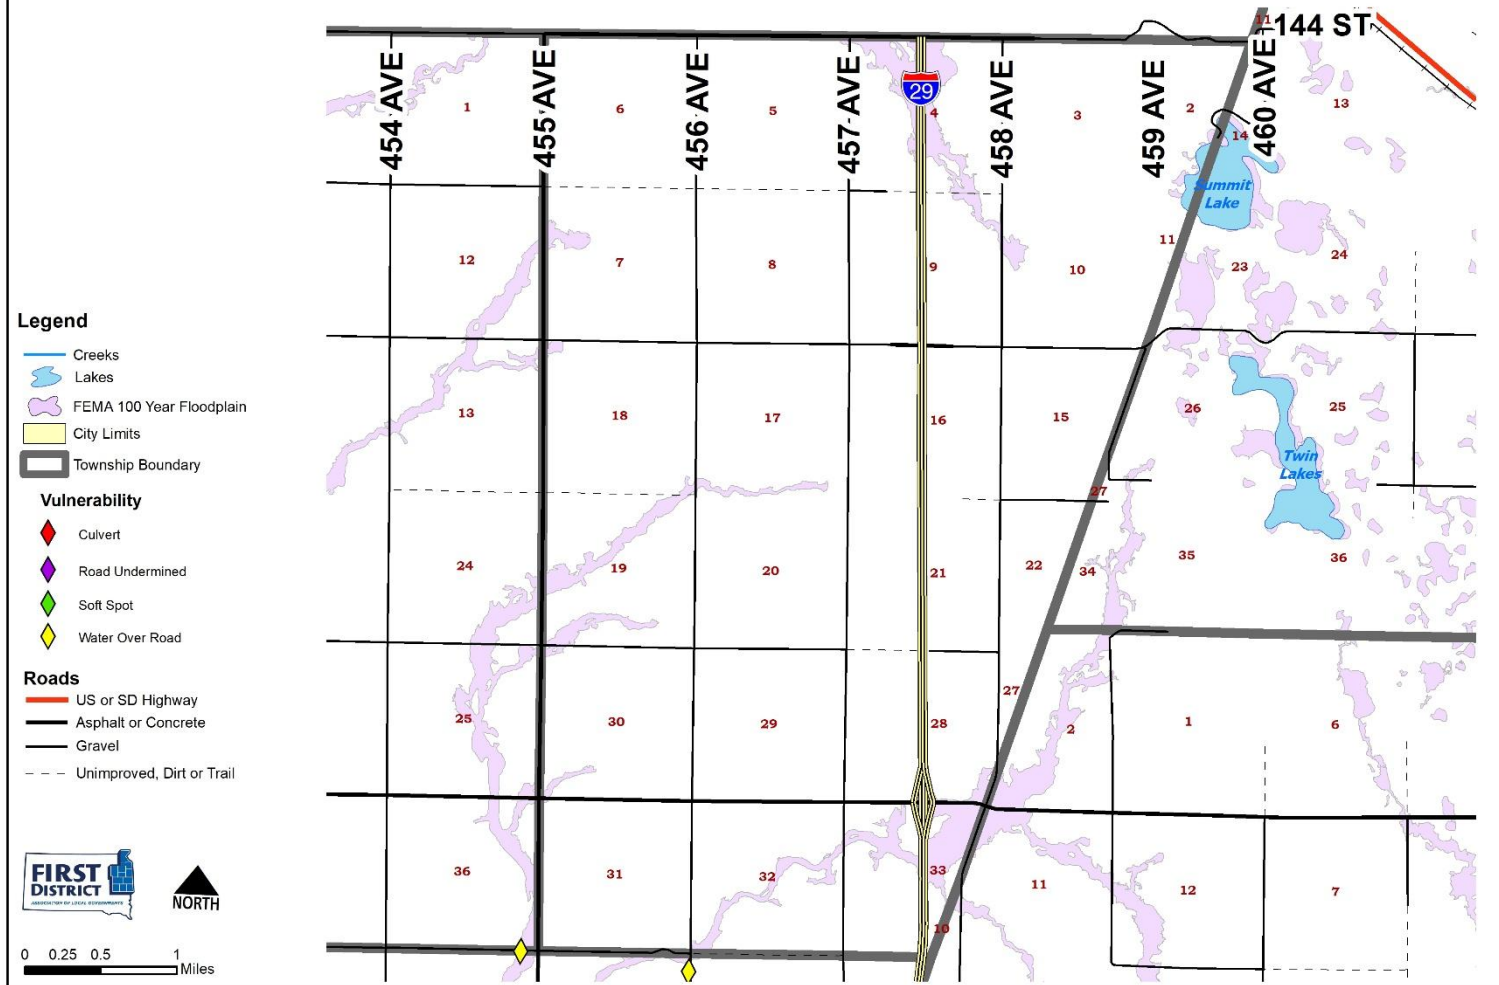 Legend
Creeks
Lakes
FEMA 100 Year Floodplain
City Limits
Township Boundary
Vulnerability
Culvert
Road Undermined
Soft Spot
Water Over Road
Roads
US or SD Highway
Asphalt or Concrete
Gravel
Unimproved, Dirt or Trail
FIRST
DISTRICT
ASSOCIATION OF LOCAL GOVERNMENTS
NORTH
0 0.25 0.5 1
Miles
11
144 ST
454 AVE
455 AVE
456 AVE
457 AVE
29
458 AVE
459 AVE
460 AVE
1
6
5
4
3
2
14
13
Summit
Lake
12
7
8
9
10
11
23
24
13
18
17
16
15
26
25
Twin
Lakes
27
24
19
20
21
22
34
35
36
25
30
29
28
27
2
1
6
36
31
32
33
11
12
7
10